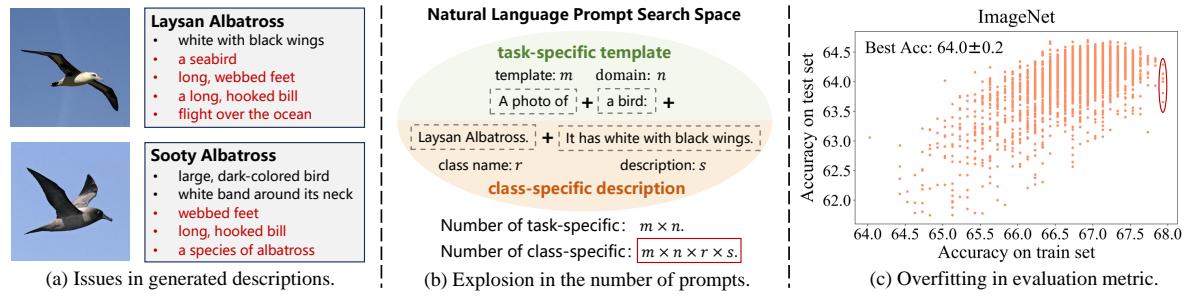 Laysan Albatross
• white with black wings
• a seabird
• long, webbed feet
• a long, hooked bill
• flight over the ocean
Sooty Albatross
• large, dark-colored bird
• white band around its neck
• webbed feet
• long, hooked bill
• a species of albatross
(a) Issues in generated descriptions.
Natural Language Prompt Search Space
task-specific template
template: m domain: n
A photo of + a bird: +
Laysan Albatross. + It has white with black wings.
class name: r description: s
class-specific description
Number of task-specific: m × n.
Number of class-specific: m × n × r × s.
(b) Explosion in the number of prompts.
ImageNet
Best Acc: 64.0±0.2
Accuracy on test set
64.5
64.0
63.5
63.0
62.5
62.0
64.0 64.5 65.0 65.5 66.0 66.5 67.0 67.5 68.0
Accuracy on train set
(c) Overfitting in evaluation metric.